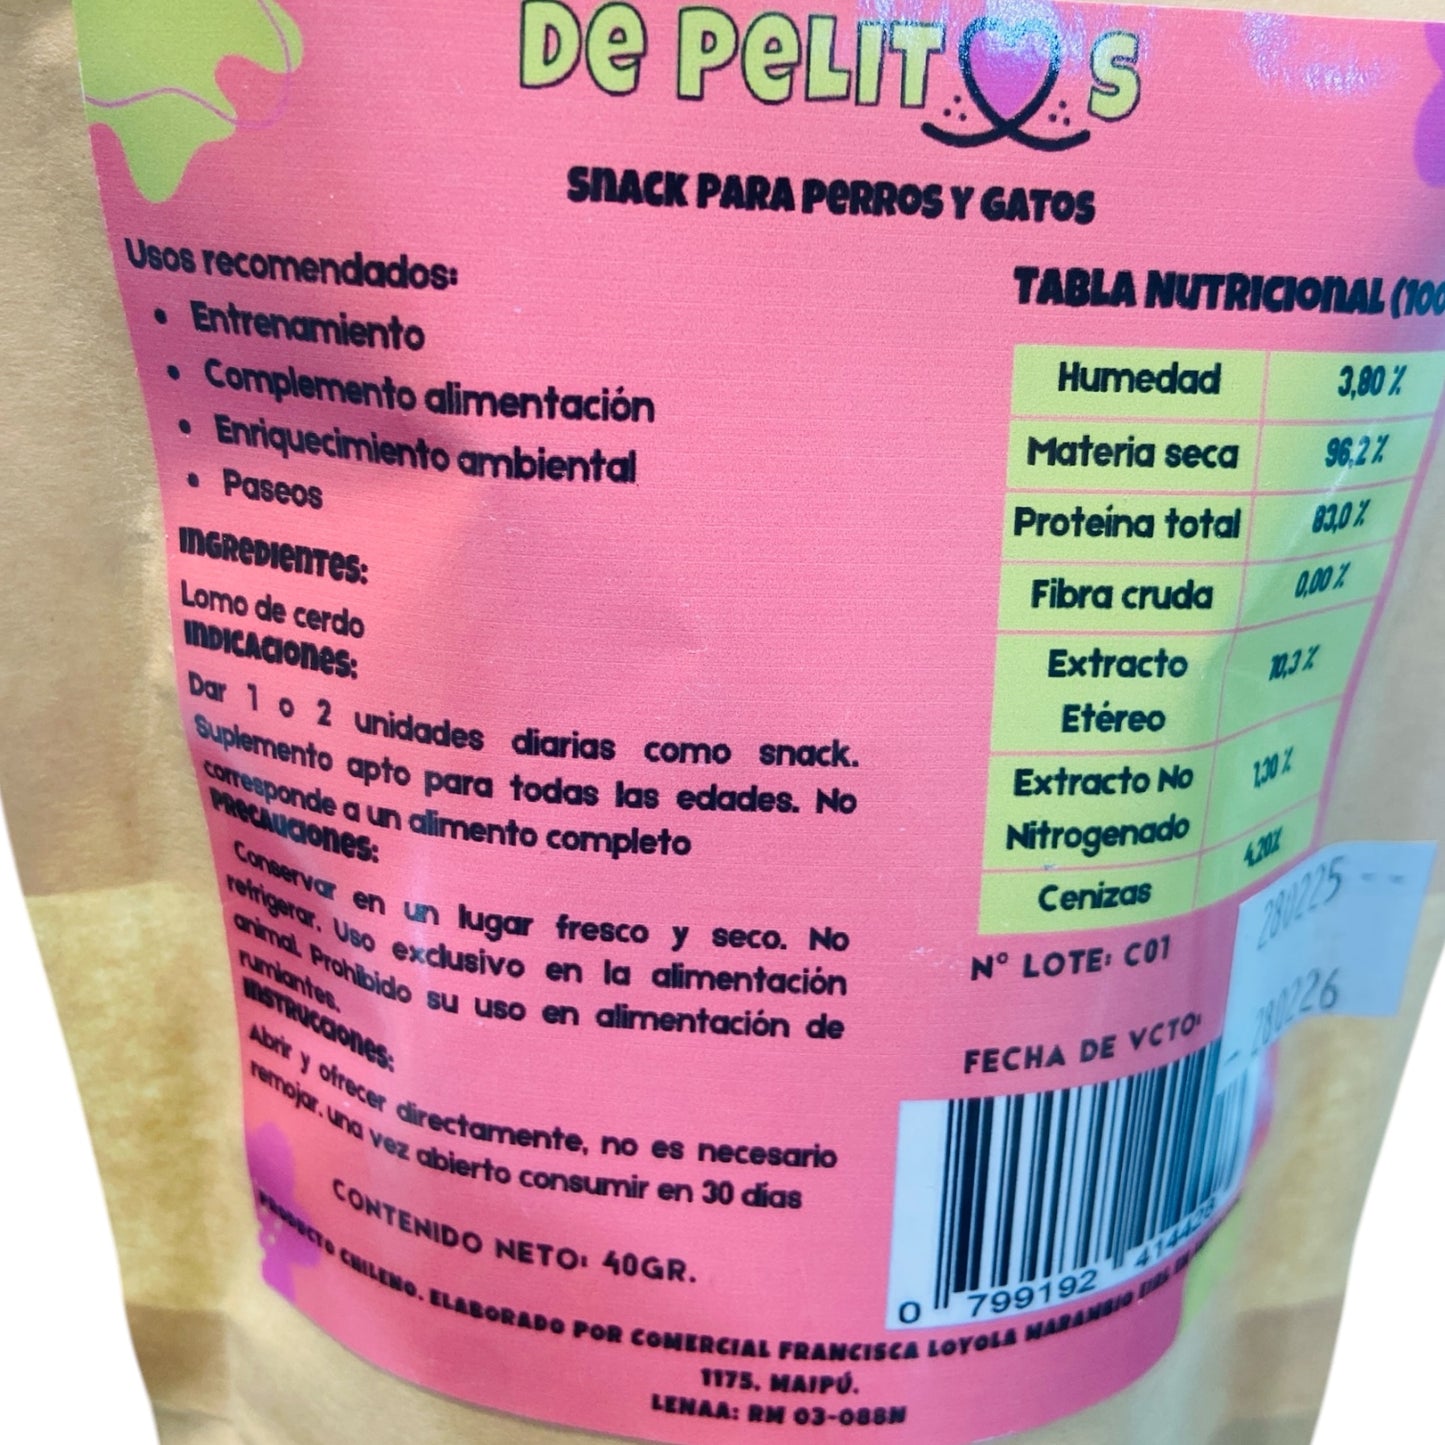 DE PELITOS
SNACK PARA PERROS Y GATOS
Usos recomendados:
• Entrenamiento
• Complemento alimentación
• Enriquecimiento ambiental
• Paseos
INGREDIENTES:
Lomo de cerdo
INDICACIONES:
Dar 1 o 2 unidades diarias como snack.
Suplemento apto para todas las edades. No
corresponde a un alimento completo
PRECAUCIONES:
Conservar en un lugar fresco y seco. No
refrigerar. Uso exclusivo en la alimentación
animal. Prohibido su uso en alimentación de
rumiantes.
INSTRUCCIONES:
Abrir y ofrecer directamente, no es necesario
remojar. una vez abierto consumir en 30 días
CONTENIDO NETO: 40GR.
TABLA NUTRICIONAL (100
Humedad 3,80 %
Materia seca 96,2 %
Proteína total 83,0 %
Fibra cruda 0,00 %
Extracto
Etéreo 10,3 %
Extracto No
Nitrogenado 1,30 %
Cenizas 4,20%
N° LOTE: C01
280225
FECHA DE VCTO:
280226
0 799192 41442
PRODUCTO CHILENO. ELABORADO POR COMERCIAL FRANCISCA LOYOLA MARAMBIO EIRL
1175. MAIPÚ.
LENAA: RM 03-088N